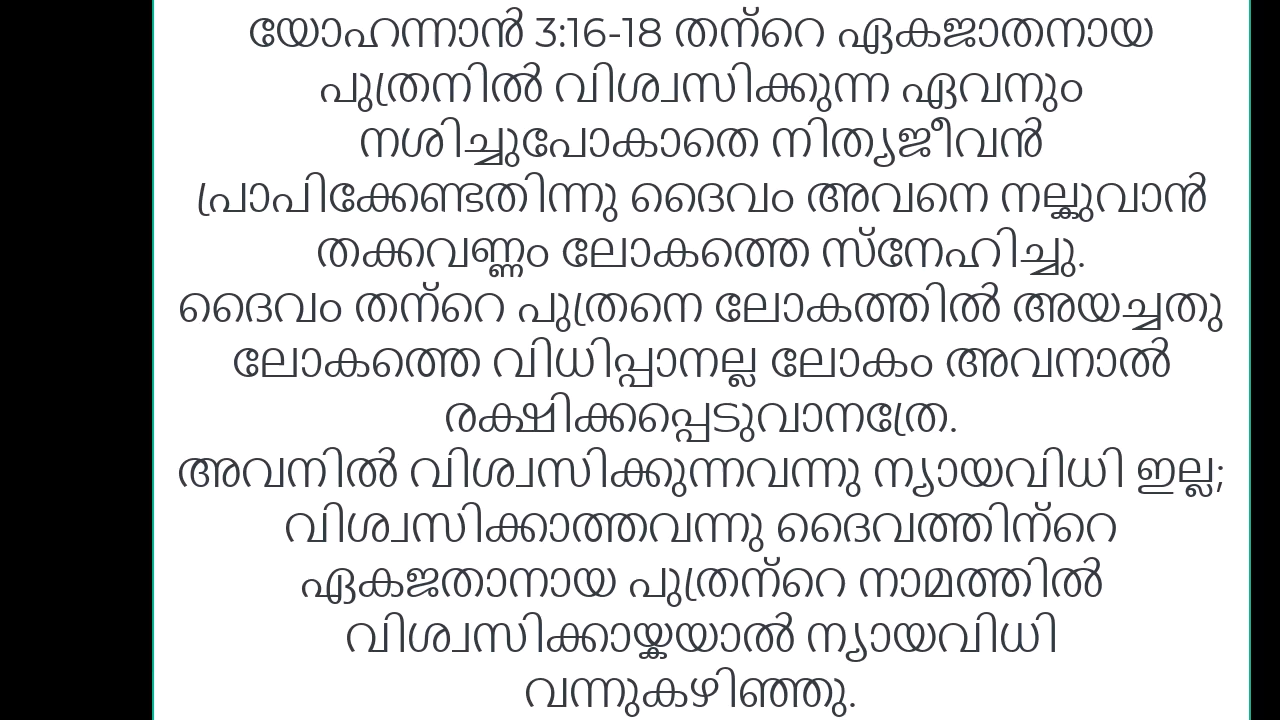 യോഹന്നാൻ 3:16-18 തന്റെ ഏകജാതനായ
പുത്രനിൽ വിശ്വസിക്കുന്ന ഏവനും
നശിച്ചുപോകാതെ നിത്യജീവൻ
പ്രാപിക്കേണ്ടതിന്നു ദൈവം അവനെ നല്കുവാൻ
തക്കവണ്ണം ലോകത്തെ സ്നേഹിച്ചു.
ദൈവം തന്റെ പുത്രനെ ലോകത്തിൽ അയച്ചതു
ലോകത്തെ വിധിപ്പാനല്ല ലോകം അവനാൽ
രക്ഷിക്കപ്പെടുവാനത്രേ.
അവനിൽ വിശ്വസിക്കുന്നവന്നു ന്യായവിധി ഇല്ല;
വിശ്വസിക്കാത്തവന്നു ദൈവത്തിന്റെ
ഏകജതാനായ പുത്രന്റെ നാമത്തിൽ
വിശ്വസിക്കായ്കയാൽ ന്യായവിധി
വന്നുകഴിഞ്ഞു.